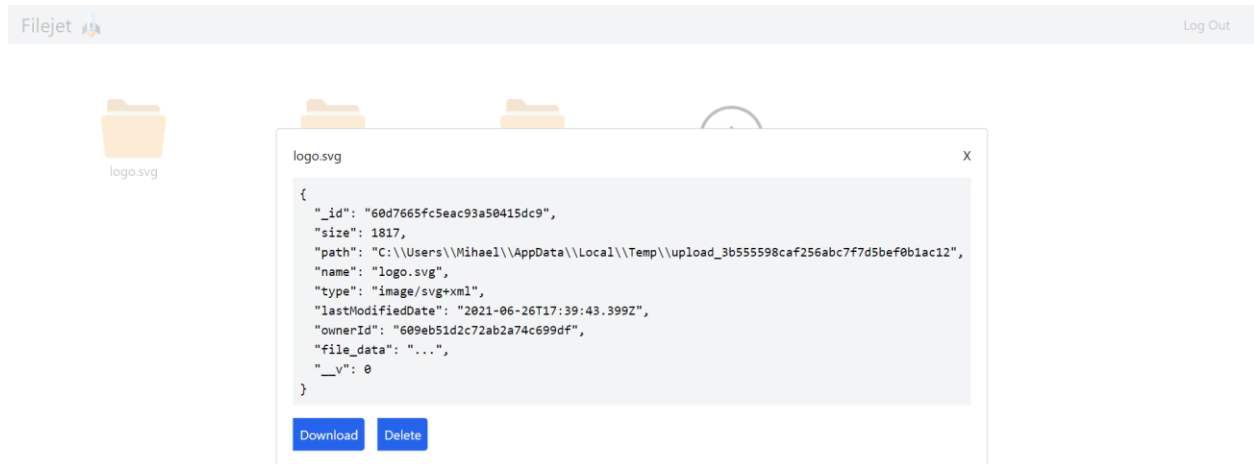 Filejet
Log Out
logo.svg
logo.svg
X
{
"_id": "60d7665fc5eac93a50415dc9",
"size": 1817,
"path": "C:\\Users\\Mihael\\AppData\\Local\\Temp\\upload_3b555598caf256abc7f7d5bef0b1ac12",
"name": "logo.svg",
"type": "image/svg+xml",
"lastModifiedDate": "2021-06-26T17:39:43.399Z",
"ownerId": "609eb51d2c72ab2a74c699df",
"file_data": "...",
"__v": 0
}
Download
Delete